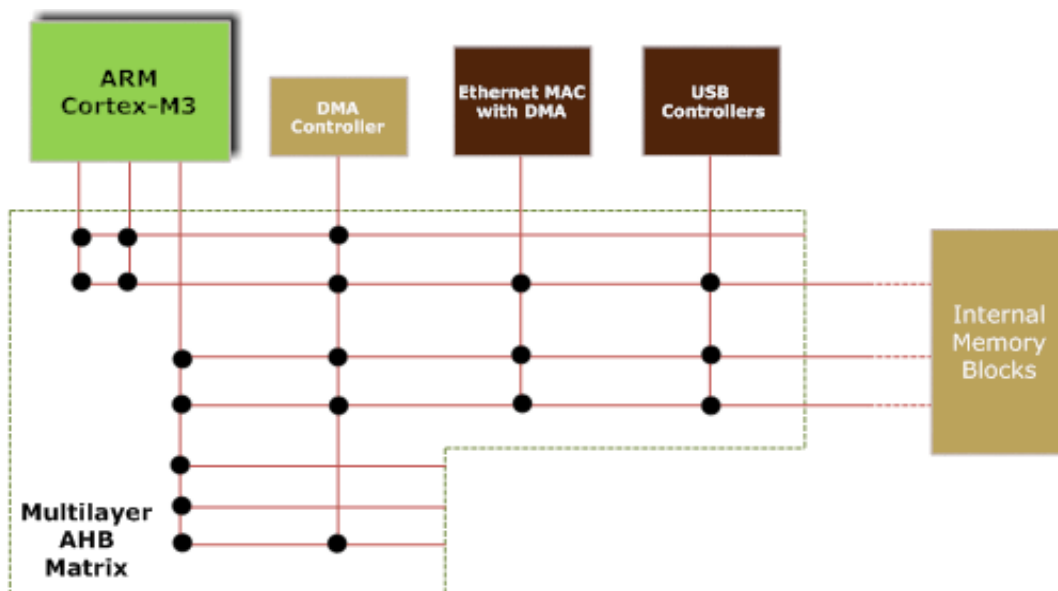 ARM
Cortex-M3
DMA
Controller
Ethernet MAC
with DMA
USB
Controllers
Internal
Memory
Blocks
Multilayer
AHB
Matrix